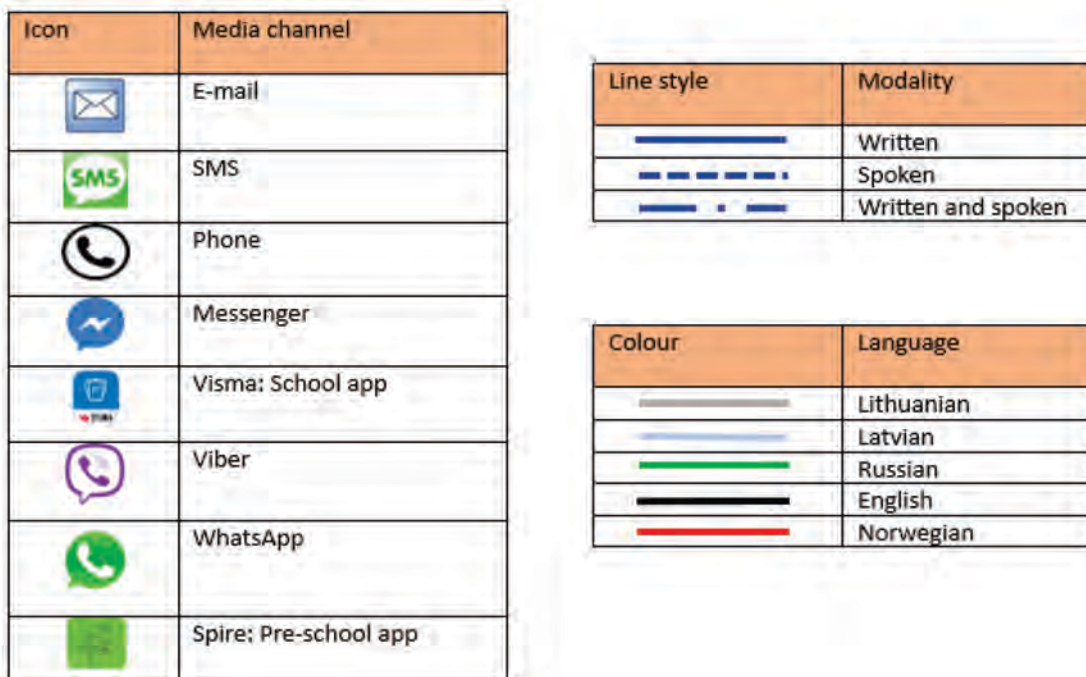 Icon Media channel
E-mail
SMS SMS
Phone
Messenger
Visma: School app
Viber
WhatsApp
Spire: Pre-school app
Line style Modality
Written
Spoken
Written and spoken
Colour Language
Lithuanian
Latvian
Russian
English
Norwegian